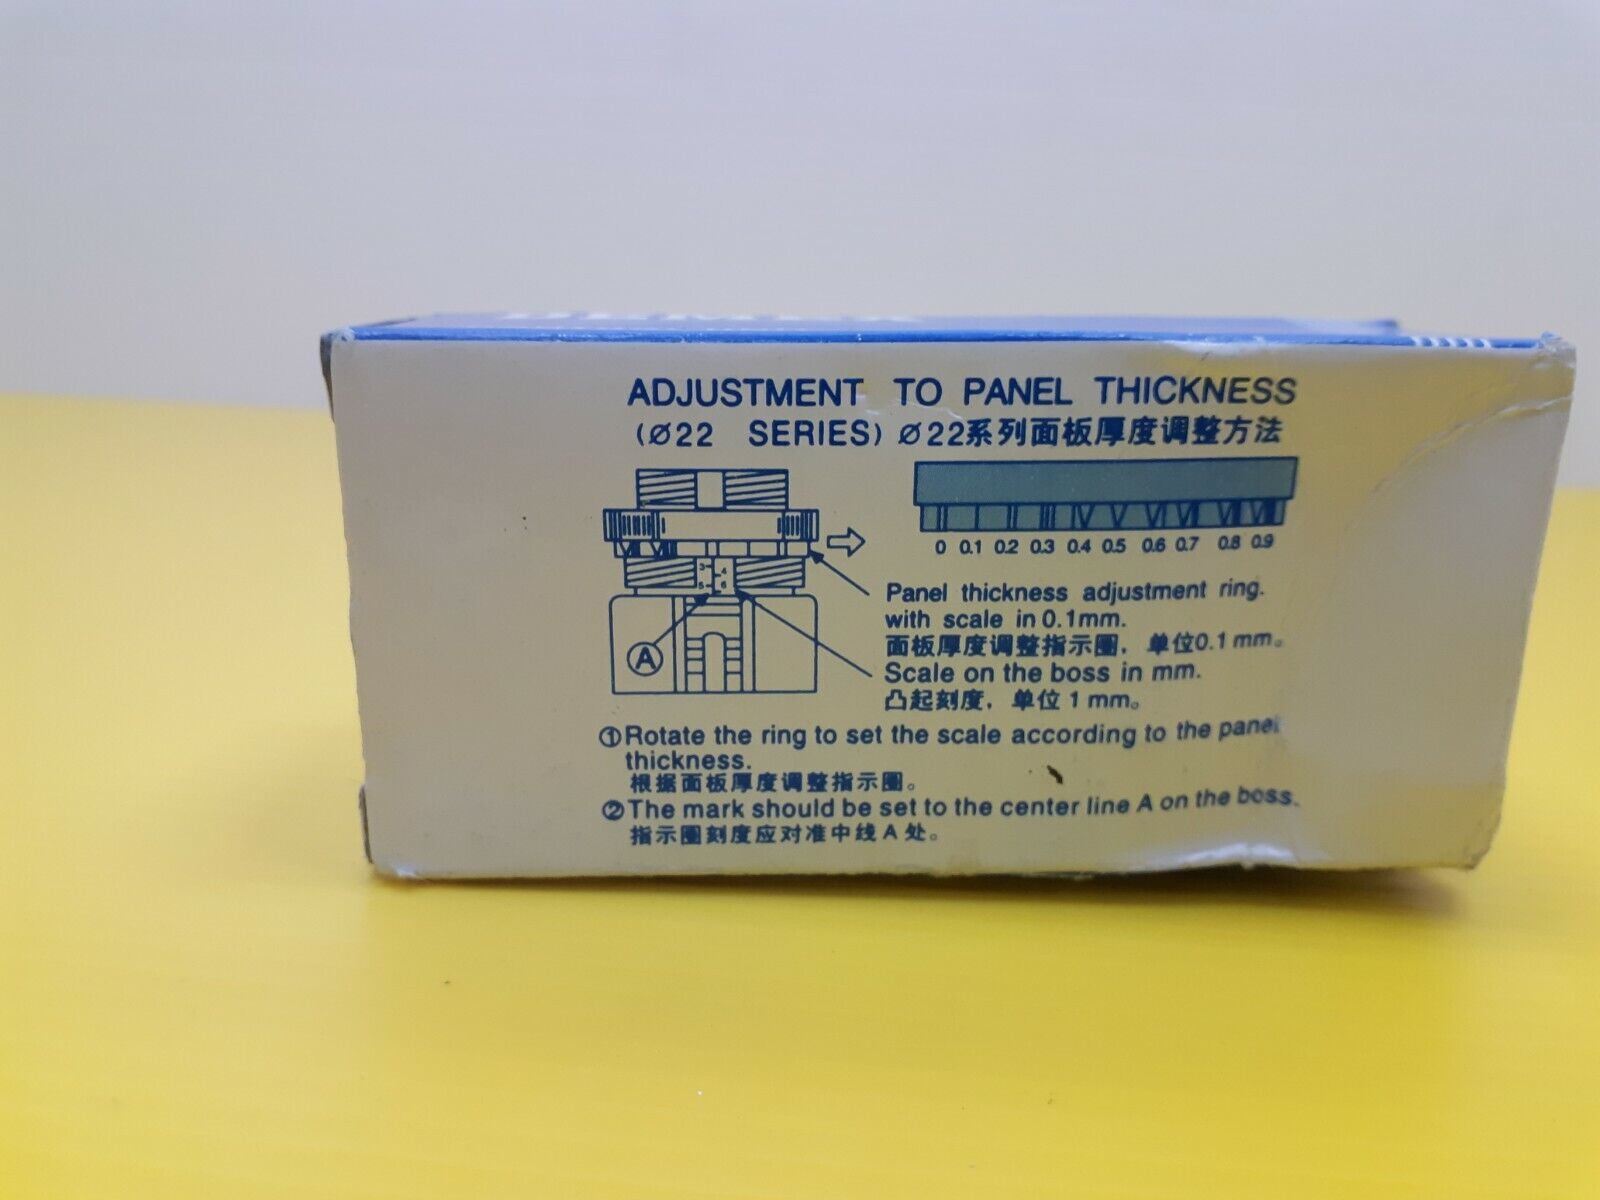 ADJUSTMENT TO PANEL THICKNESS
(Ø22 SERIES) Ø22系列面板厚度调整方法
0 0.1 0.2 0.3 0.4 0.5 0.6 0.7 0.8 0.9
3 4
5 6
A
Panel thickness adjustment ring.
with scale in 0.1mm.
面板厚度调整指示圈，单位0.1mm。
Scale on the boss in mm.
凸起刻度，单位 1 mm。
①Rotate the ring to set the scale according to the panel
thickness.
根据面板厚度调整指示圈。
②The mark should be set to the center line A on the boss.
指示圈刻度应对准中线 A 处。